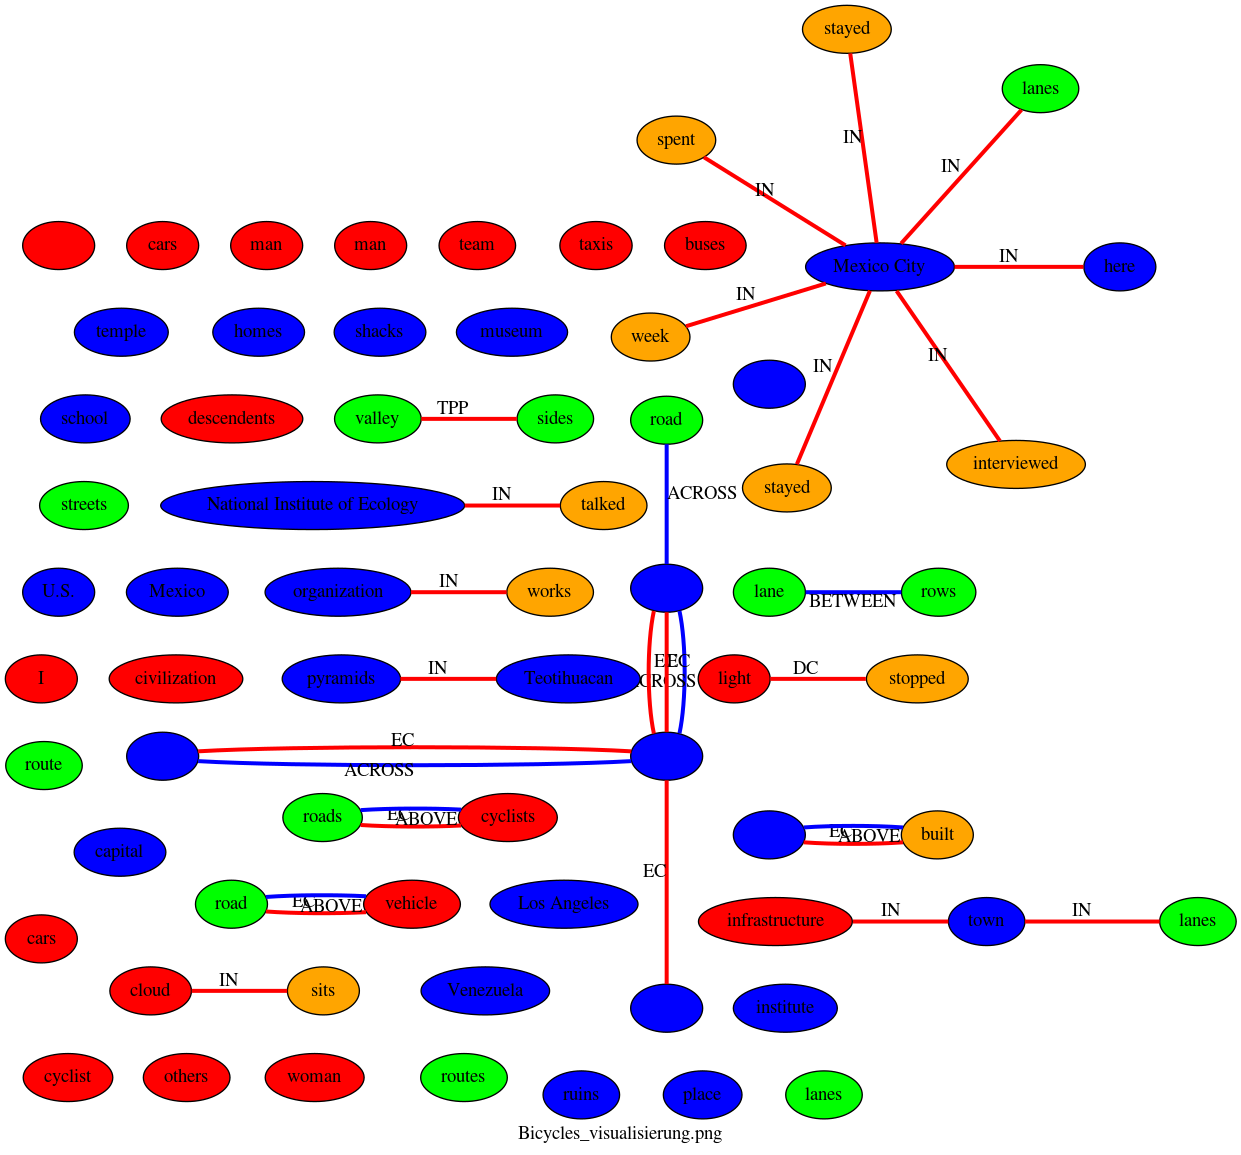 stayed
lanes
IN
spent
IN
IN
cars
man
man
team
taxis
buses
Mexico City
IN
here
IN
temple
homes
shacks
museum
week
IN
IN
school
descendents
valley
TPP
sides
road
interviewed
ACROSS
stayed
streets
National Institute of Ecology
IN
talked
U.S.
Mexico
organization
IN
works
lane
BETWEEN
rows
I
civilization
pyramids
IN
Teotihuacan
EC
EC
ACROSS
light
DC
stopped
route
EC
ACROSS
roads
EC
ABOVE
cyclists
EC
ABOVE
built
capital
EC
road
EC
ABOVE
vehicle
Los Angeles
infrastructure
IN
town
IN
lanes
cars
cloud
IN
sits
Venezuela
institute
cyclist
others
woman
routes
ruins
place
lanes
Bicycles_visualisierung.png